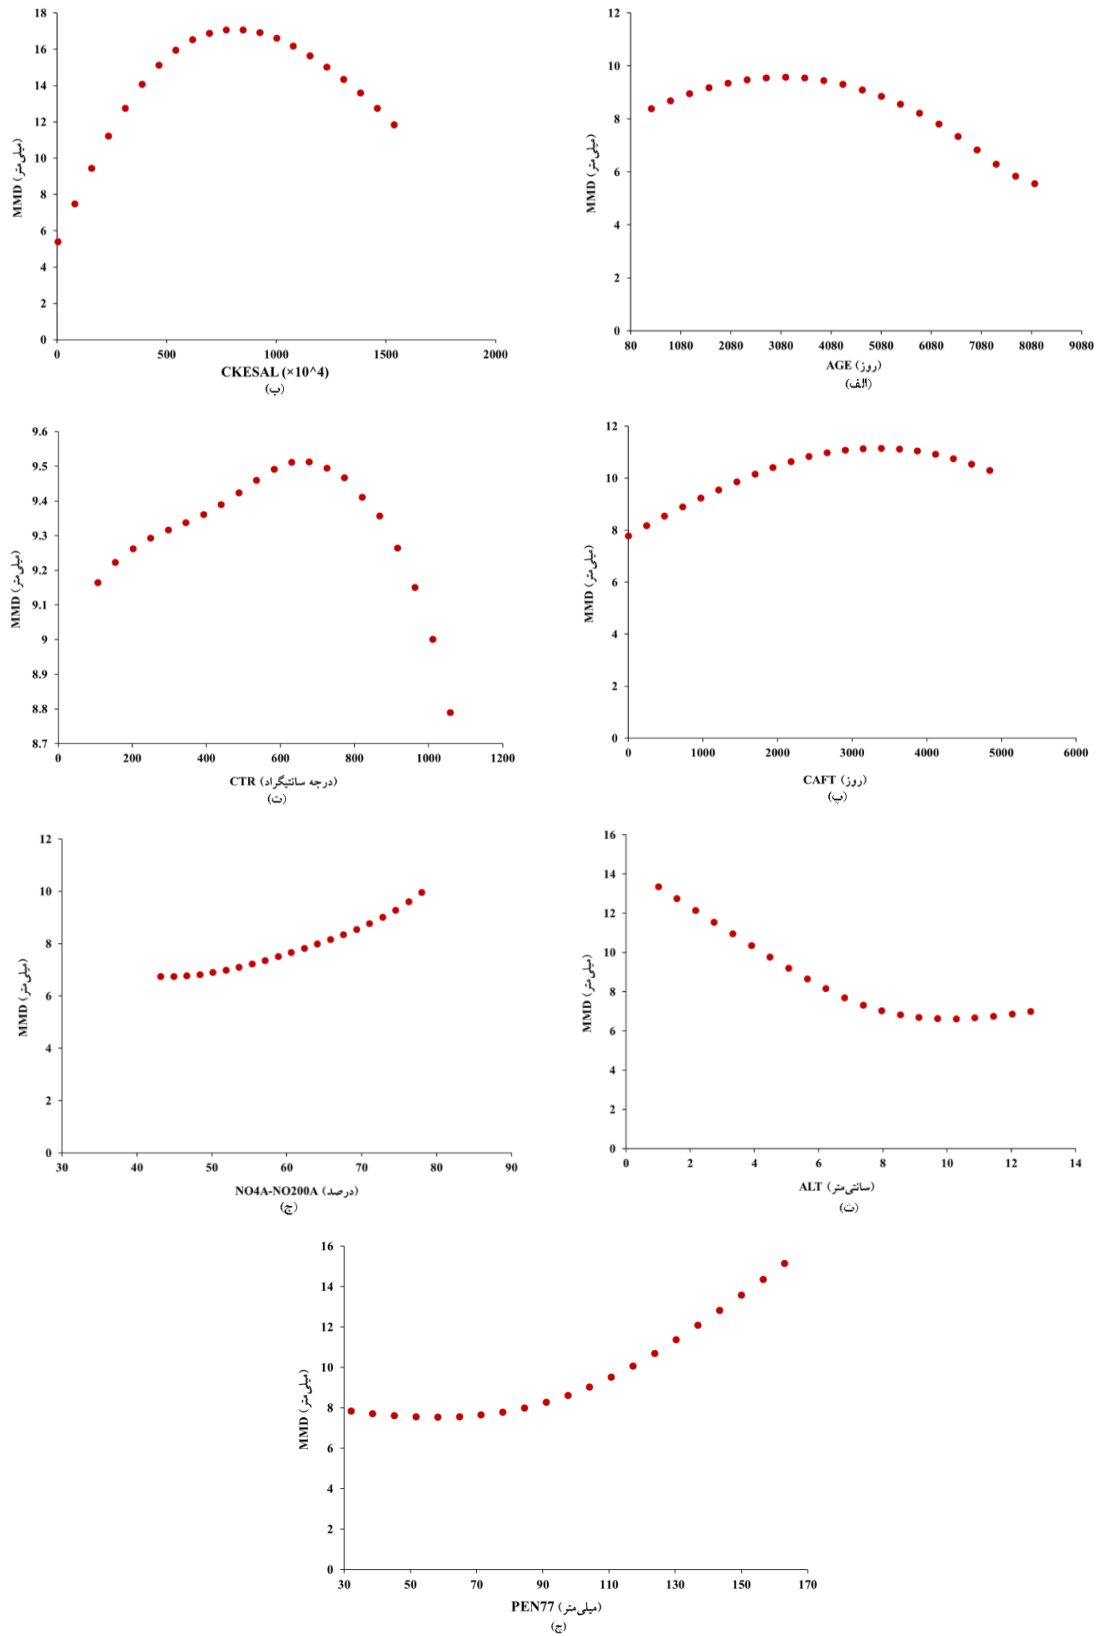 12
10
8
6
4
2
0
MMD (میلی‌متر)
80 1080 2080 3080 4080 5080 6080 7080 8080 9080
AGE (روز)
(الف)
18
16
14
12
10
8
6
4
2
0
MMD (میلی‌متر)
0 500 1000 1500 2000
CKESAL (×10^4)
(ب)
12
10
8
6
4
2
0
MMD (میلی‌متر)
0 1000 2000 3000 4000 5000 6000
CAFT (روز)
(پ)
9.6
9.5
9.4
9.3
9.2
9.1
9
8.9
8.8
8.7
MMD (میلی‌متر)
0 200 400 600 800 1000 1200
CTR (درجه سانتیگراد)
(ت)
16
14
12
10
8
6
4
2
0
MMD (میلی‌متر)
0 2 4 6 8 10 12 14
ALT (سانتی‌متر)
(ث)
12
10
8
6
4
2
0
MMD (میلی‌متر)
30 40 50 60 70 80 90
NO4A-NO200A (درصد)
(ج)
16
14
12
10
8
6
4
2
0
MMD (میلی‌متر)
30 50 70 90 110 130 150 170
PEN77 (میلی‌متر)
(چ)